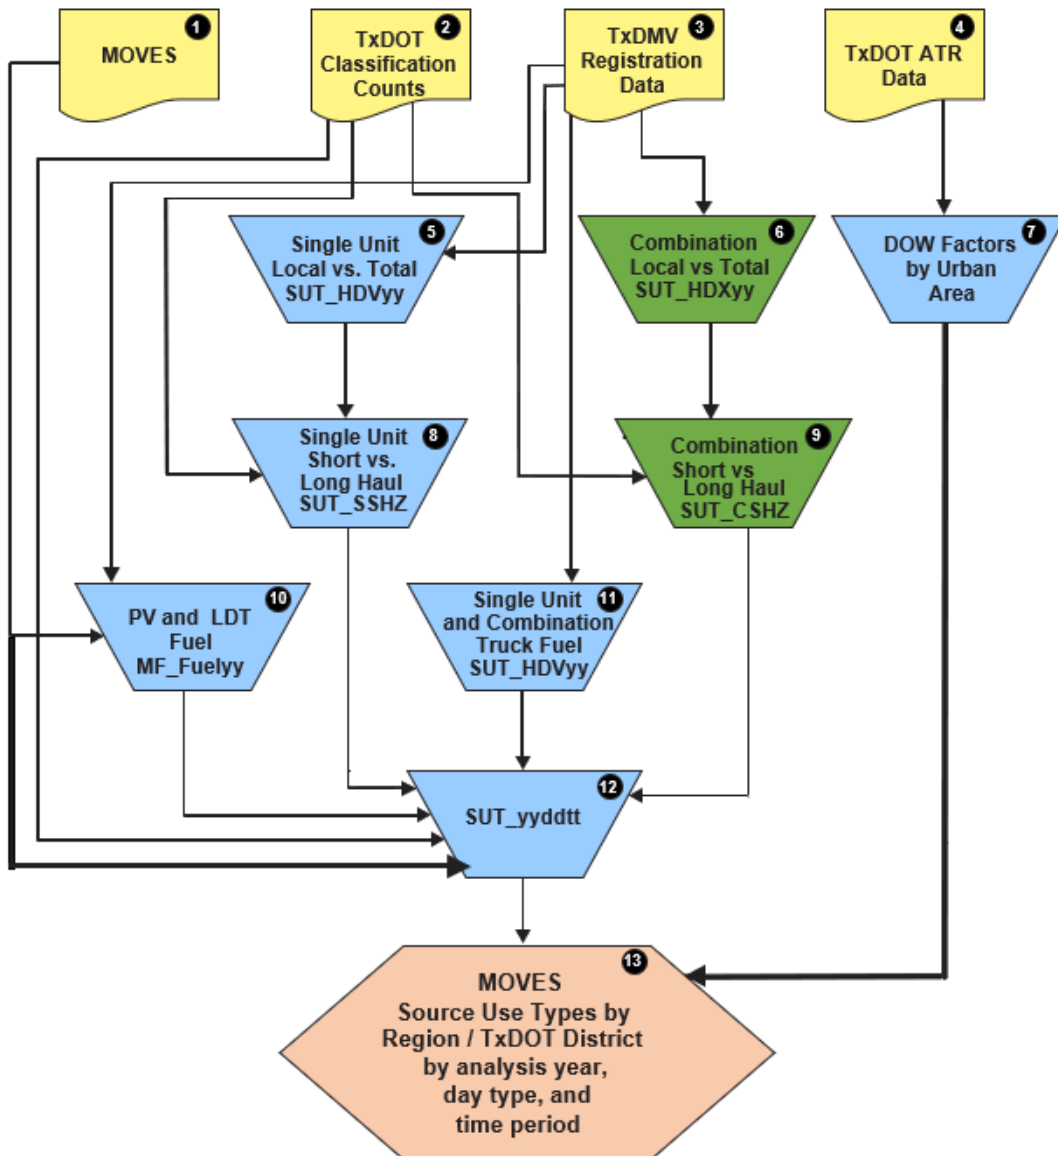 1
MOVES
2
TxDOT
Classification
Counts
3
TxDMV
Registration
Data
4
TxDOT ATR
Data
5
Single Unit
Local vs. Total
SUT_HDVyy
6
Combination
Local vs Total
SUT_HDXyy
7
DOW Factors
by Urban
Area
8
Single Unit
Short vs.
Long Haul
SUT_SSHZ
9
Combination
Short vs
Long Haul
SUT_CSHZ
10
PV and LDT
Fuel
MF_Fuelyy
11
Single Unit
and Combination
Truck Fuel
SUT_HDVyy
12
SUT_yyddtt
13
MOVES
Source Use Types by
Region / TxDOT District
by analysis year,
day type, and
time period